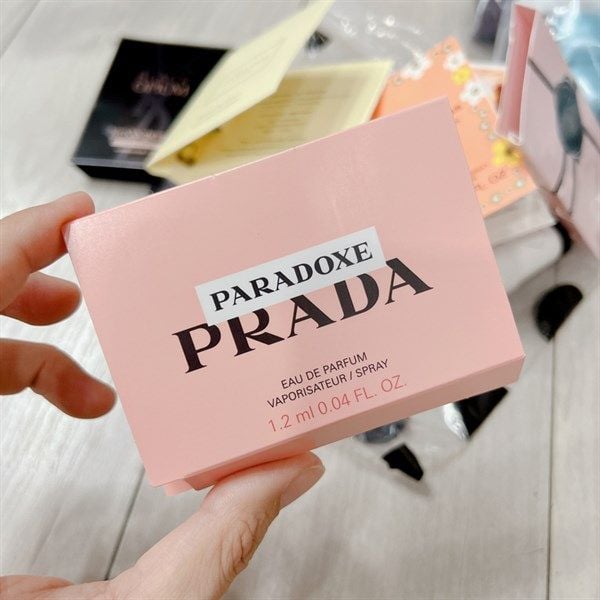 PARADOXE
PRADA
EAU DE PARFUM
VAPORISATEUR / SPRAY
1.2 ml 0.04 FL. OZ.